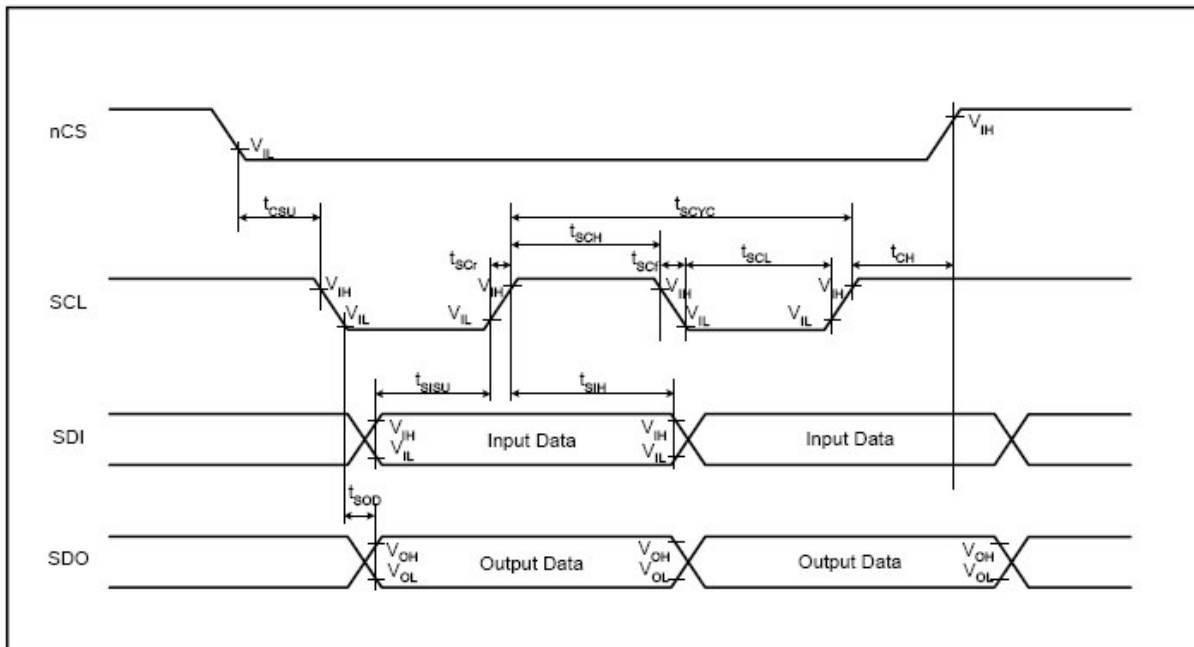 nCS
VIL
VIH
tCSU
tSCYC
tSCH
tSCr
tSCf
tSCL
tCH
SCL
VIH
VIL
VIL
VIH
VIH
VIL
VIL
VIH
tSISU
tSIH
SDI
VIH
VIL
Input Data
VIH
VIL
Input Data
tSOD
SDO
VOH
VOL
Output Data
VOH
VOL
Output Data
VOH
VOL